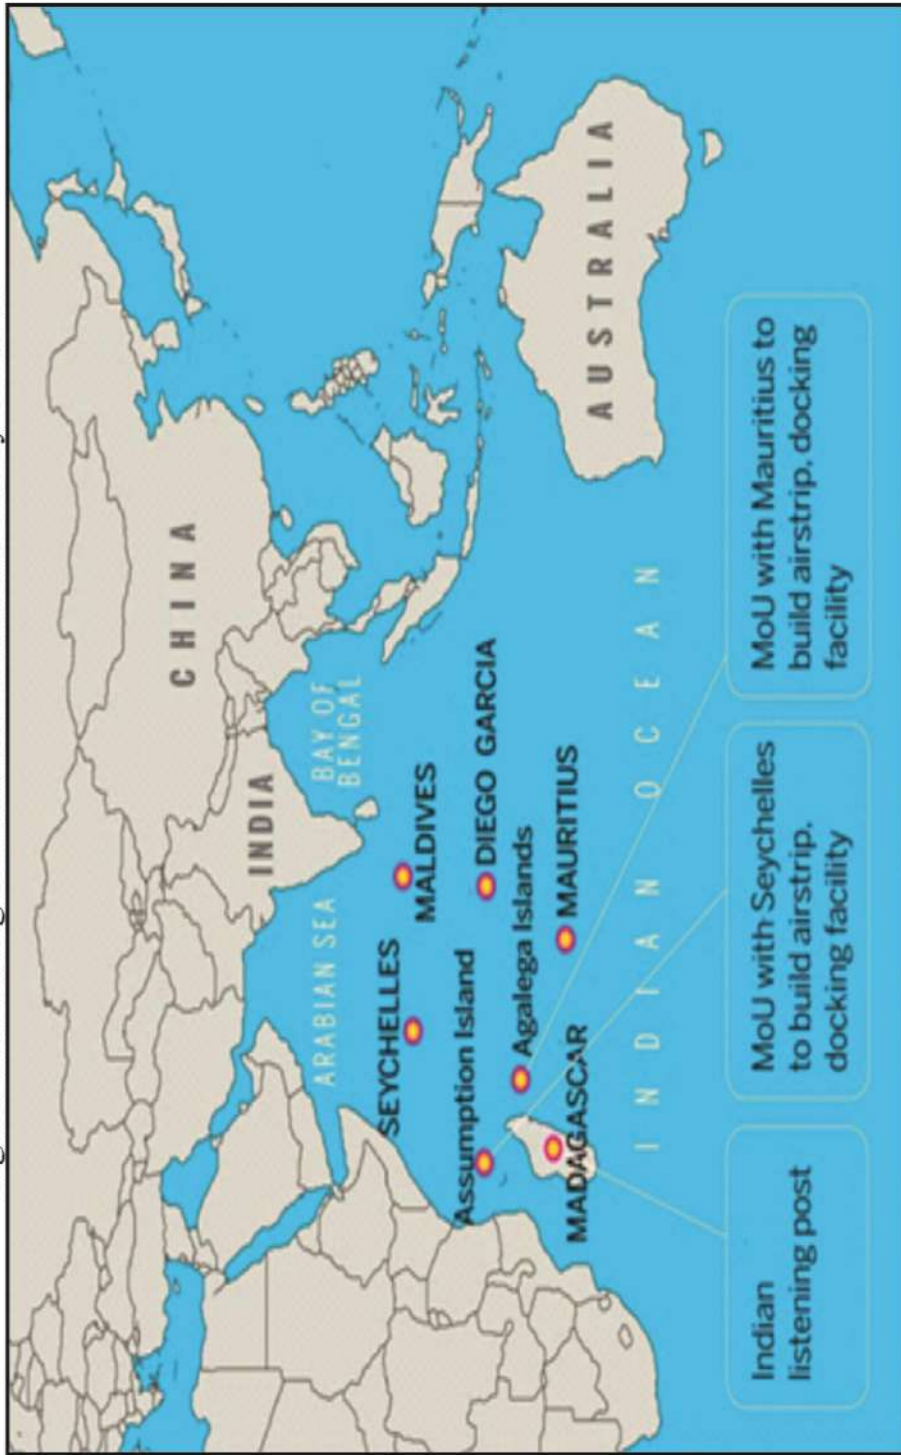 CHINA
INDIA
BAY OF
BENGAL
ARABIAN SEA
SEYCHELLES
MALDIVES
Assumption Island
DIEGO GARCIA
Agalega Islands
MAURITIUS
MADAGASCAR
AUSTRALIA
INDIAN OCEAN
Indian
listening post
MoU with Seychelles
to build airstrip,
docking facility
MoU with Mauritius to
build airstrip, docking
facility